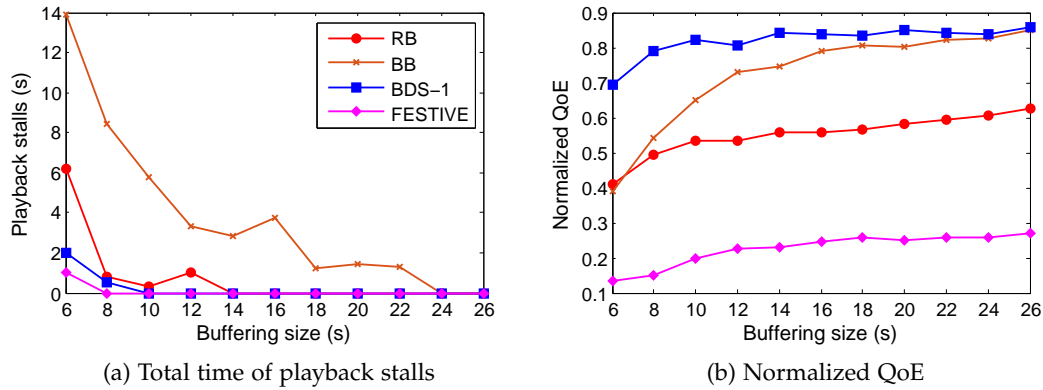 14
12
10
8
6
4
2
0
Playback stalls (s)
RB
BB
BDS−1
FESTIVE
6 8 10 12 14 16 18 20 22 24 26
Buffering size (s)
(a) Total time of playback stalls
0.9
0.8
0.7
0.6
0.5
0.4
0.3
0.2
0.1
Normalized QoE
6 8 10 12 14 16 18 20 22 24 26
Buffering size (s)
(b) Normalized QoE